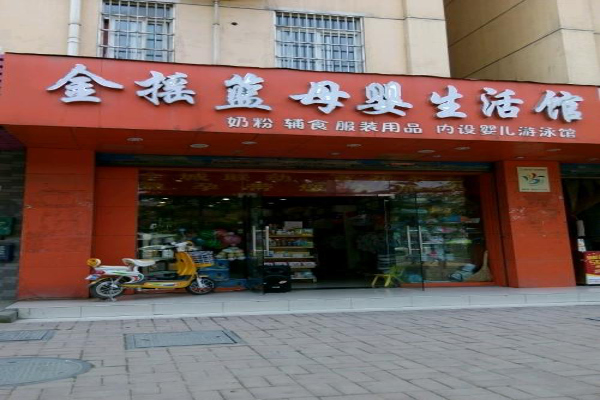 金摇蓝母婴生活馆
奶粉 辅食 服装用品 内设婴儿游泳馆